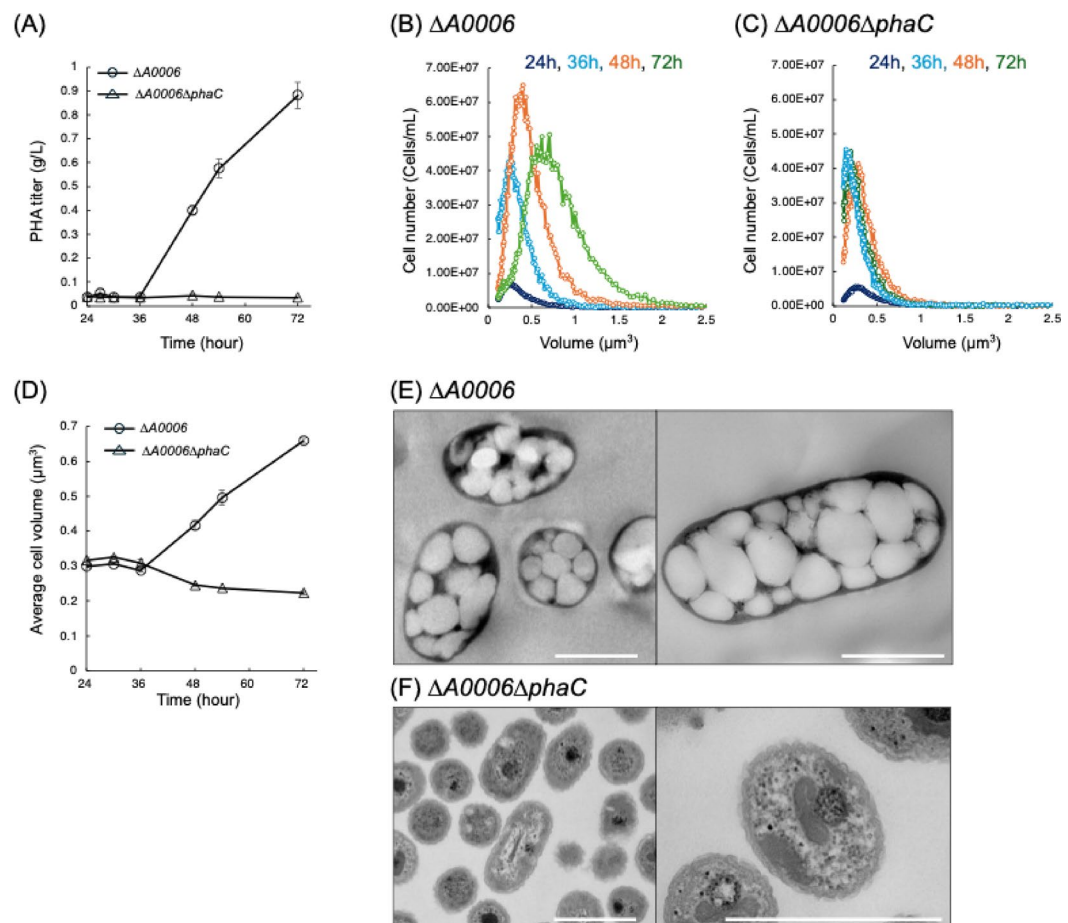 (A)
ΔA0006
ΔA0006ΔphaC
PHA titer (g/L)
1
0.9
0.8
0.7
0.6
0.5
0.4
0.3
0.2
0.1
0
24 36 48 60 72
Time (hour)
(B) ΔA0006
24h, 36h, 48h, 72h
Cell number (Cells/mL)
7.00E+07
6.00E+07
5.00E+07
4.00E+07
3.00E+07
2.00E+07
1.00E+07
0.00E+00
0 0.5 1 1.5 2 2.5
Volume (μm³)
(C) ΔA0006ΔphaC
24h, 36h, 48h, 72h
Cell number (Cells/mL)
7.00E+07
6.00E+07
5.00E+07
4.00E+07
3.00E+07
2.00E+07
1.00E+07
0.00E+00
0 0.5 1 1.5 2 2.5
Volume (μm³)
(D)
ΔA0006
ΔA0006ΔphaC
Average cell volume (μm³)
0.7
0.6
0.5
0.4
0.3
0.2
0.1
0
24 36 48 60 72
Time (hour)
(E) ΔA0006
(F) ΔA0006ΔphaC